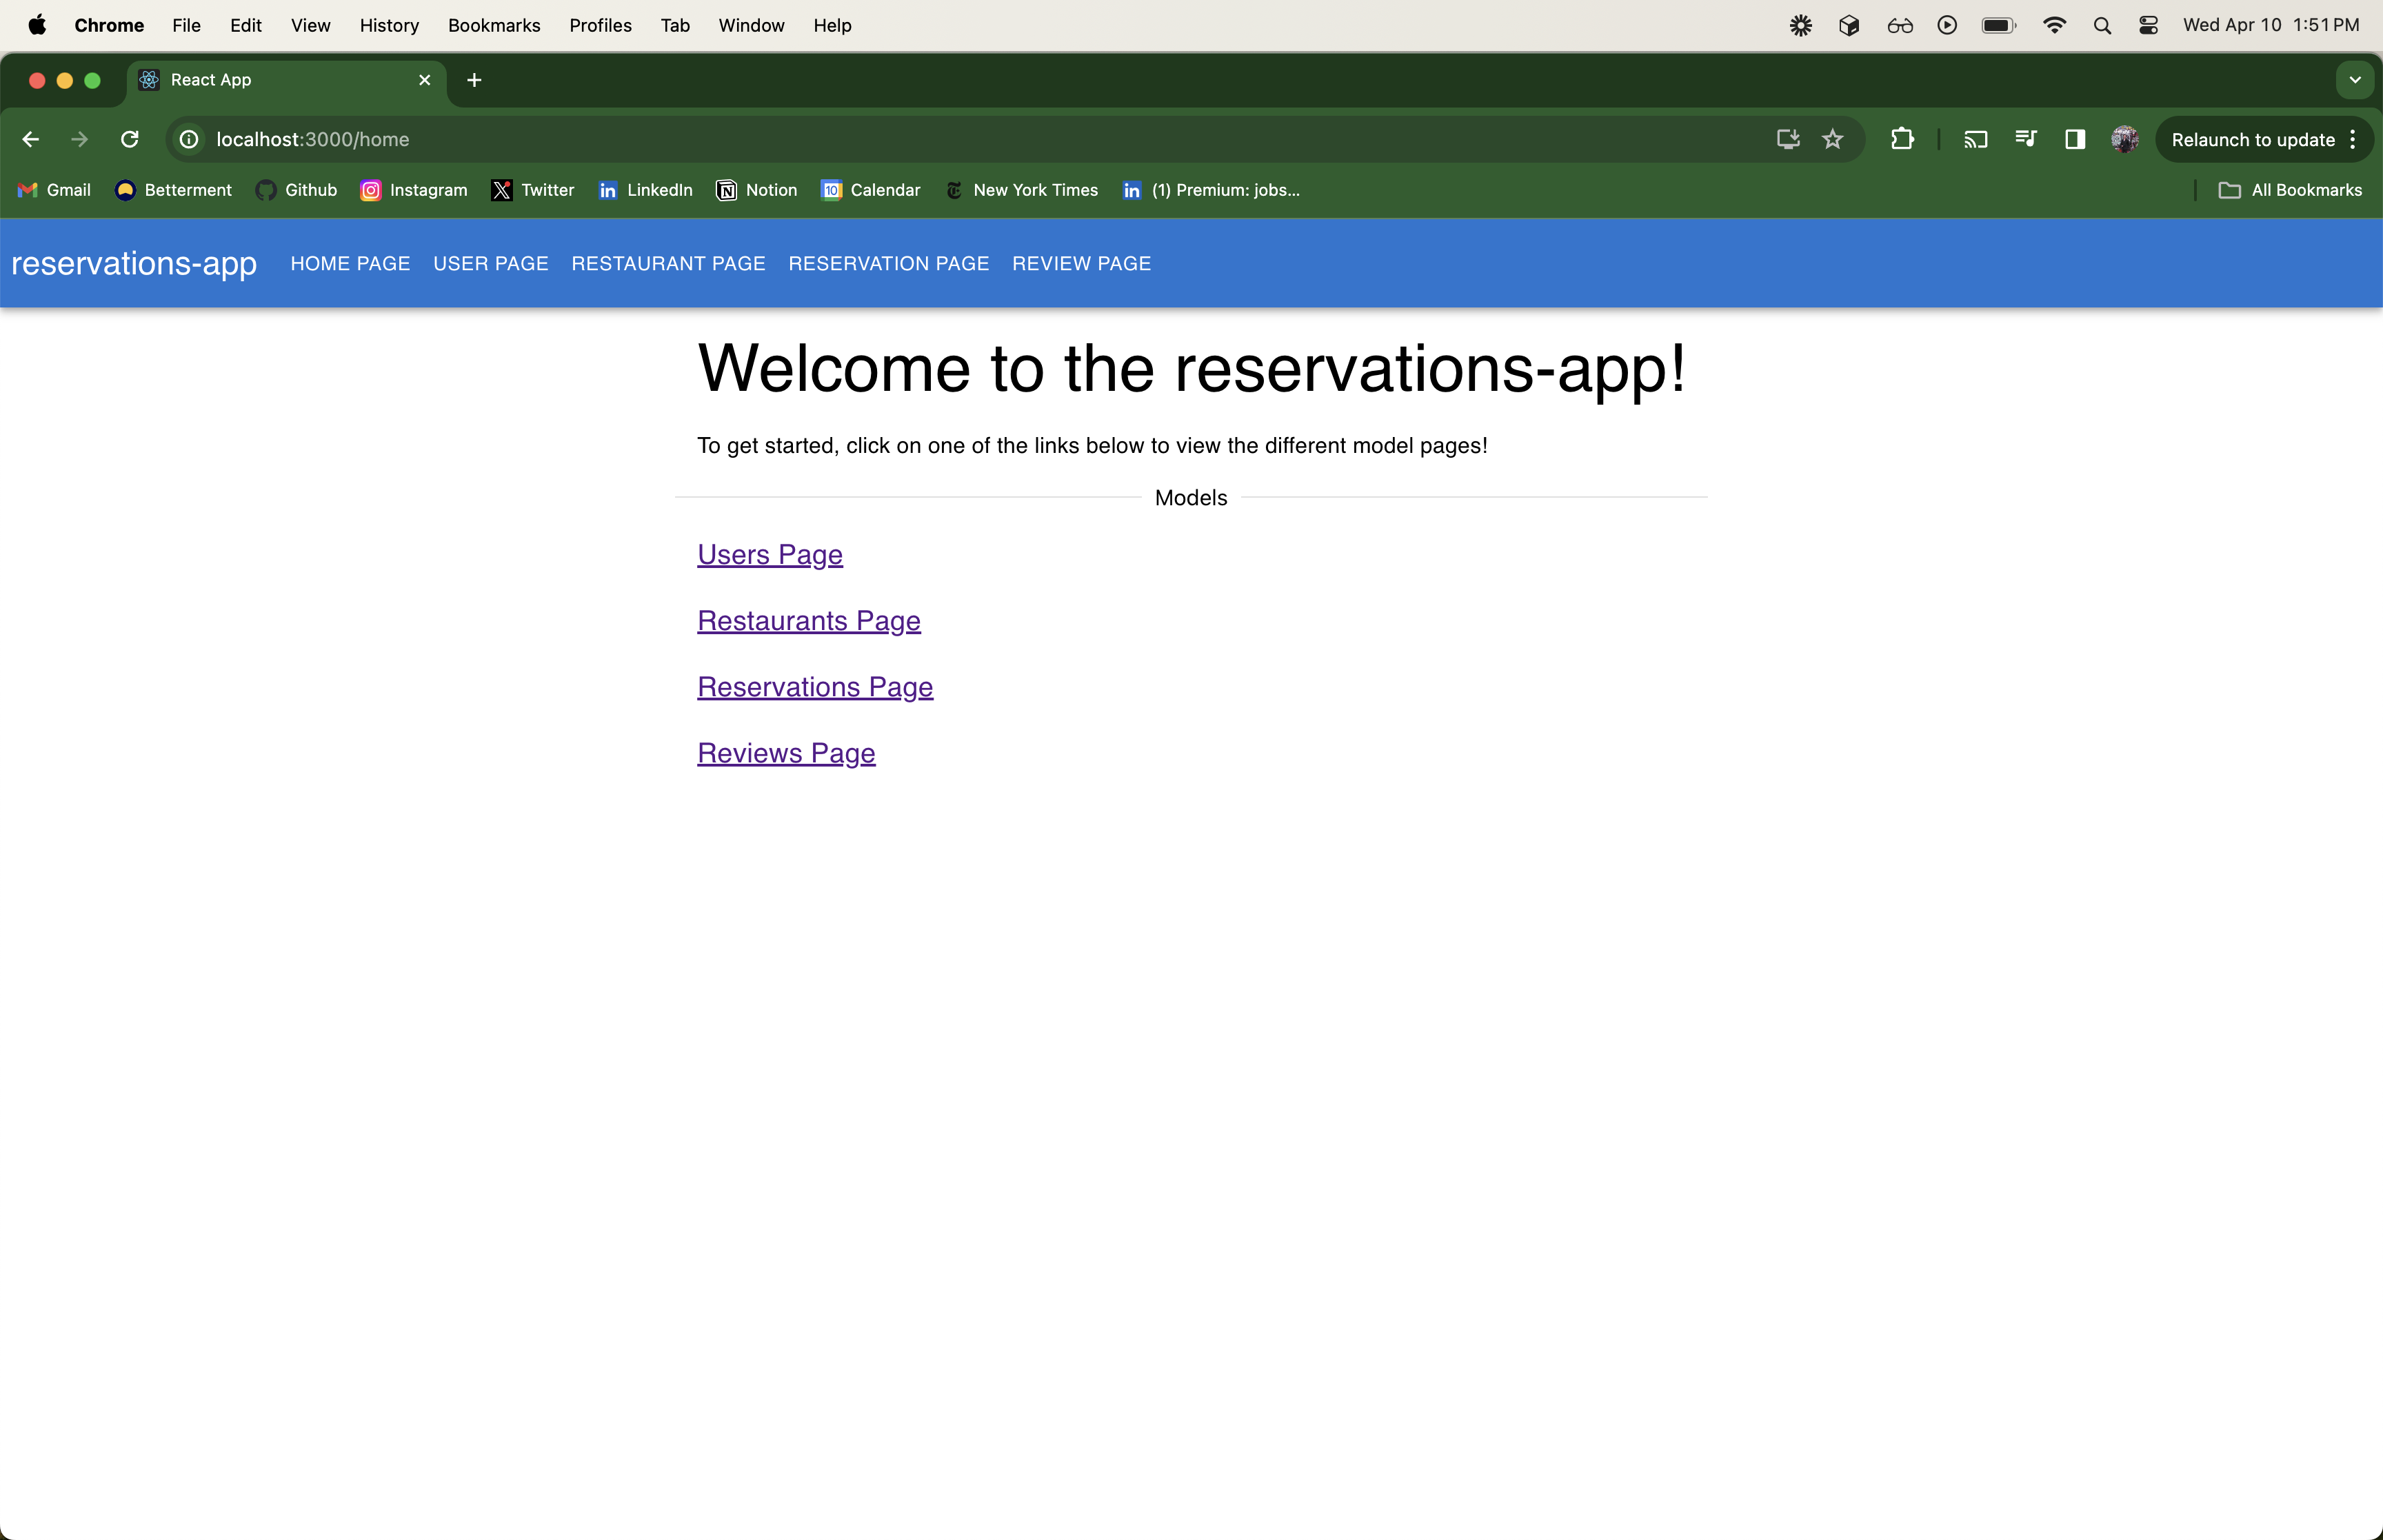 Chrome File Edit View History Bookmarks Profiles Tab Window Help Wed Apr 10 1:51 PM
React App
localhost:3000/home Relaunch to update
Gmail Betterment Github Instagram Twitter LinkedIn Notion 10 Calendar New York Times (1) Premium: jobs... All Bookmarks
reservations-app HOME PAGE USER PAGE RESTAURANT PAGE RESERVATION PAGE REVIEW PAGE
Welcome to the reservations-app!
To get started, click on one of the links below to view the different model pages!
Models
Users Page
Restaurants Page
Reservations Page
Reviews Page